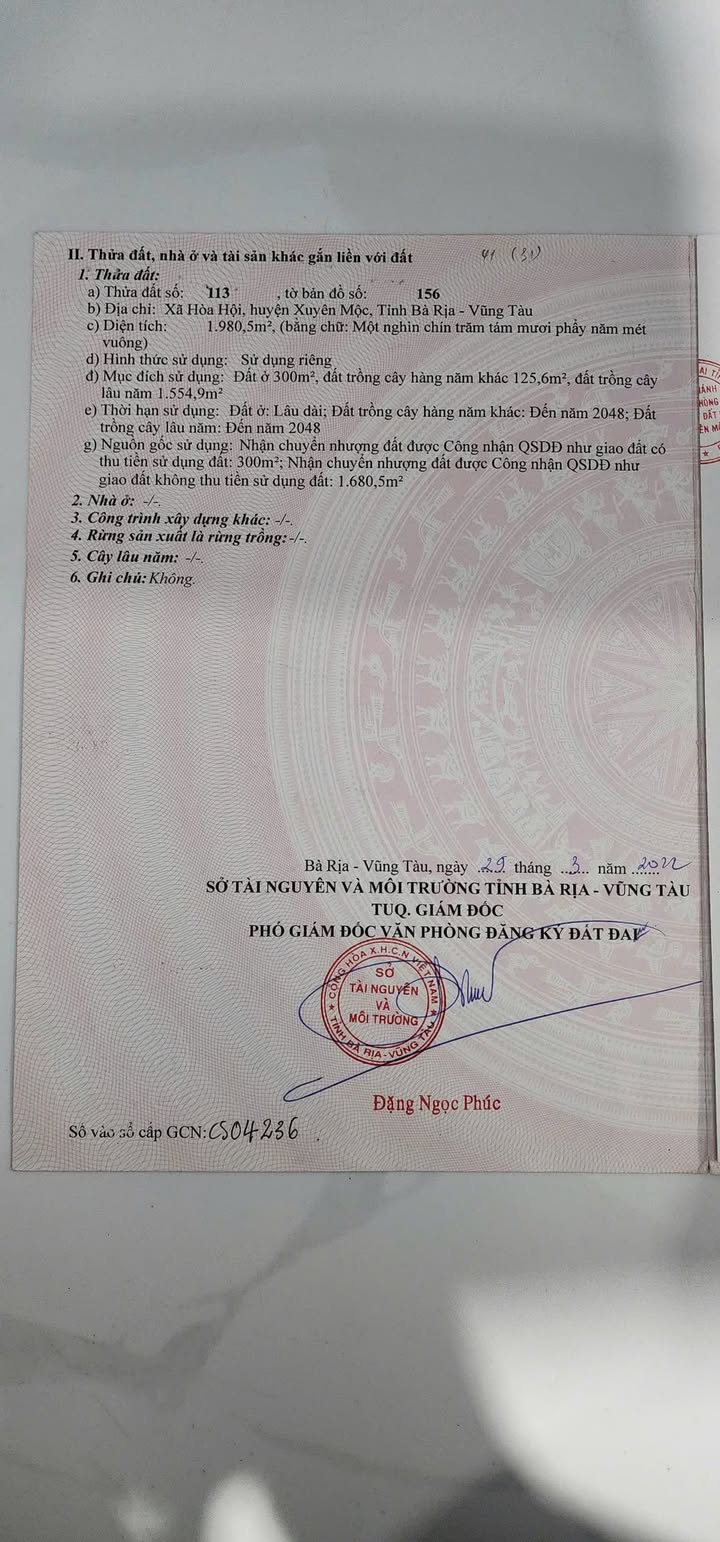 II. Thửa đất, nhà ở và tài sản khác gắn liền với đất
1. Thửa đất:
a) Thửa đất số: 113 , tờ bản đồ số: 156
b) Địa chỉ: Xã Hòa Hội, huyện Xuyên Mộc, Tỉnh Bà Rịa - Vũng Tàu
c) Diện tích: 1.980,5m², (bằng chữ: Một nghìn chín trăm tám mươi phẩy năm mét
vuông)
d) Hình thức sử dụng: Sử dụng riêng
đ) Mục đích sử dụng: Đất ở 300m², đất trồng cây hàng năm khác 125,6m², đất trồng cây
lâu năm 1.554,9m²
e) Thời hạn sử dụng: Đất ở: Lâu dài; Đất trồng cây hàng năm khác: Đến năm 2048; Đất
trồng cây lâu năm: Đến năm 2048
g) Nguồn gốc sử dụng: Nhận chuyển nhượng đất được Công nhận QSDĐ như giao đất có
thu tiền sử dụng đất: 300m²; Nhận chuyển nhượng đất được Công nhận QSDĐ như
giao đất không thu tiền sử dụng đất: 1.680,5m²
2. Nhà ở: -/-.
3. Công trình xây dựng khác: -/-.
4. Rừng sản xuất là rừng trồng: -/-.
5. Cây lâu năm: -/-.
6. Ghi chú: Không.
Bà Rịa - Vũng Tàu, ngày 29 tháng 3 năm 2022
SỞ TÀI NGUYÊN VÀ MÔI TRƯỜNG TỈNH BÀ RỊA - VŨNG TÀU
TUQ. GIÁM ĐỐC
PHÓ GIÁM ĐỐC VĂN PHÒNG ĐĂNG KÝ ĐẤT ĐAI
CỘNG HÒA X.H.C.N VIỆT NAM
SỞ
TÀI NGUYÊN
VÀ
MÔI TRƯỜNG
TỈNH BÀ RỊA - VŨNG TÀU
Đặng Ngọc Phúc
Số vào sổ cấp GCN: CS04236